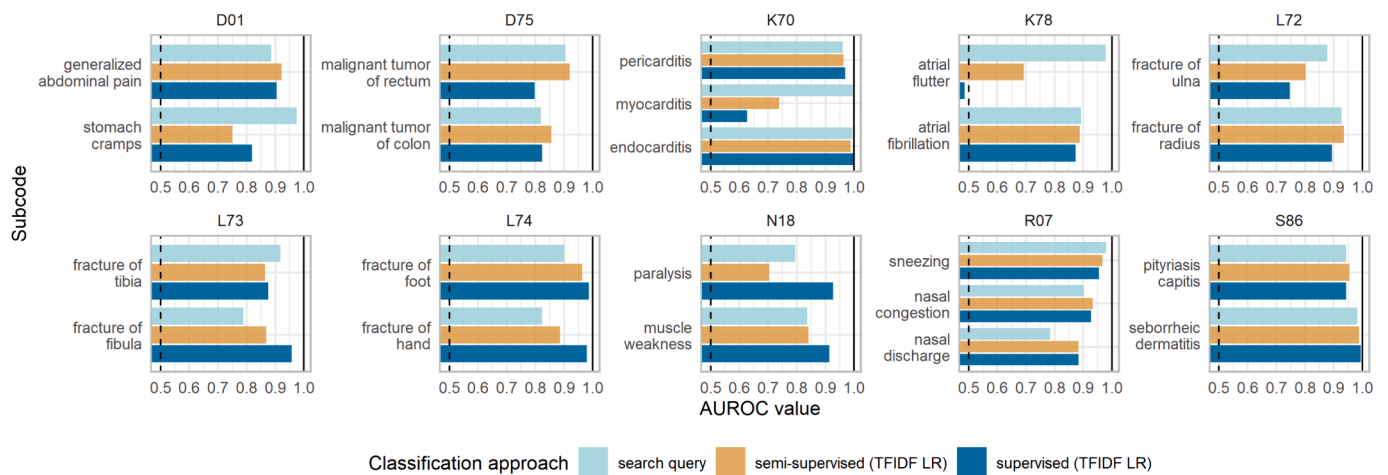 D01
D75
K70
K78
L72
generalized
abdominal pain
stomach
cramps
malignant tumor
of rectum
malignant tumor
of colon
pericarditis
myocarditis
endocarditis
atrial
flutter
atrial
fibrillation
fracture of
ulna
fracture of
radius
0.5 0.6 0.7 0.8 0.9 1.0
0.5 0.6 0.7 0.8 0.9 1.0
0.5 0.6 0.7 0.8 0.9 1.0
0.5 0.6 0.7 0.8 0.9 1.0
0.5 0.6 0.7 0.8 0.9 1.0
Subcode
L73
L74
N18
R07
S86
fracture of
tibia
fracture of
fibula
fracture of
foot
fracture of
hand
paralysis
muscle
weakness
sneezing
nasal
congestion
nasal
discharge
pityriasis
capitis
seborrheic
dermatitis
0.5 0.6 0.7 0.8 0.9 1.0
0.5 0.6 0.7 0.8 0.9 1.0
0.5 0.6 0.7 0.8 0.9 1.0
0.5 0.6 0.7 0.8 0.9 1.0
0.5 0.6 0.7 0.8 0.9 1.0
AUROC value
Classification approach search query semi-supervised (TFIDF LR) supervised (TFIDF LR)